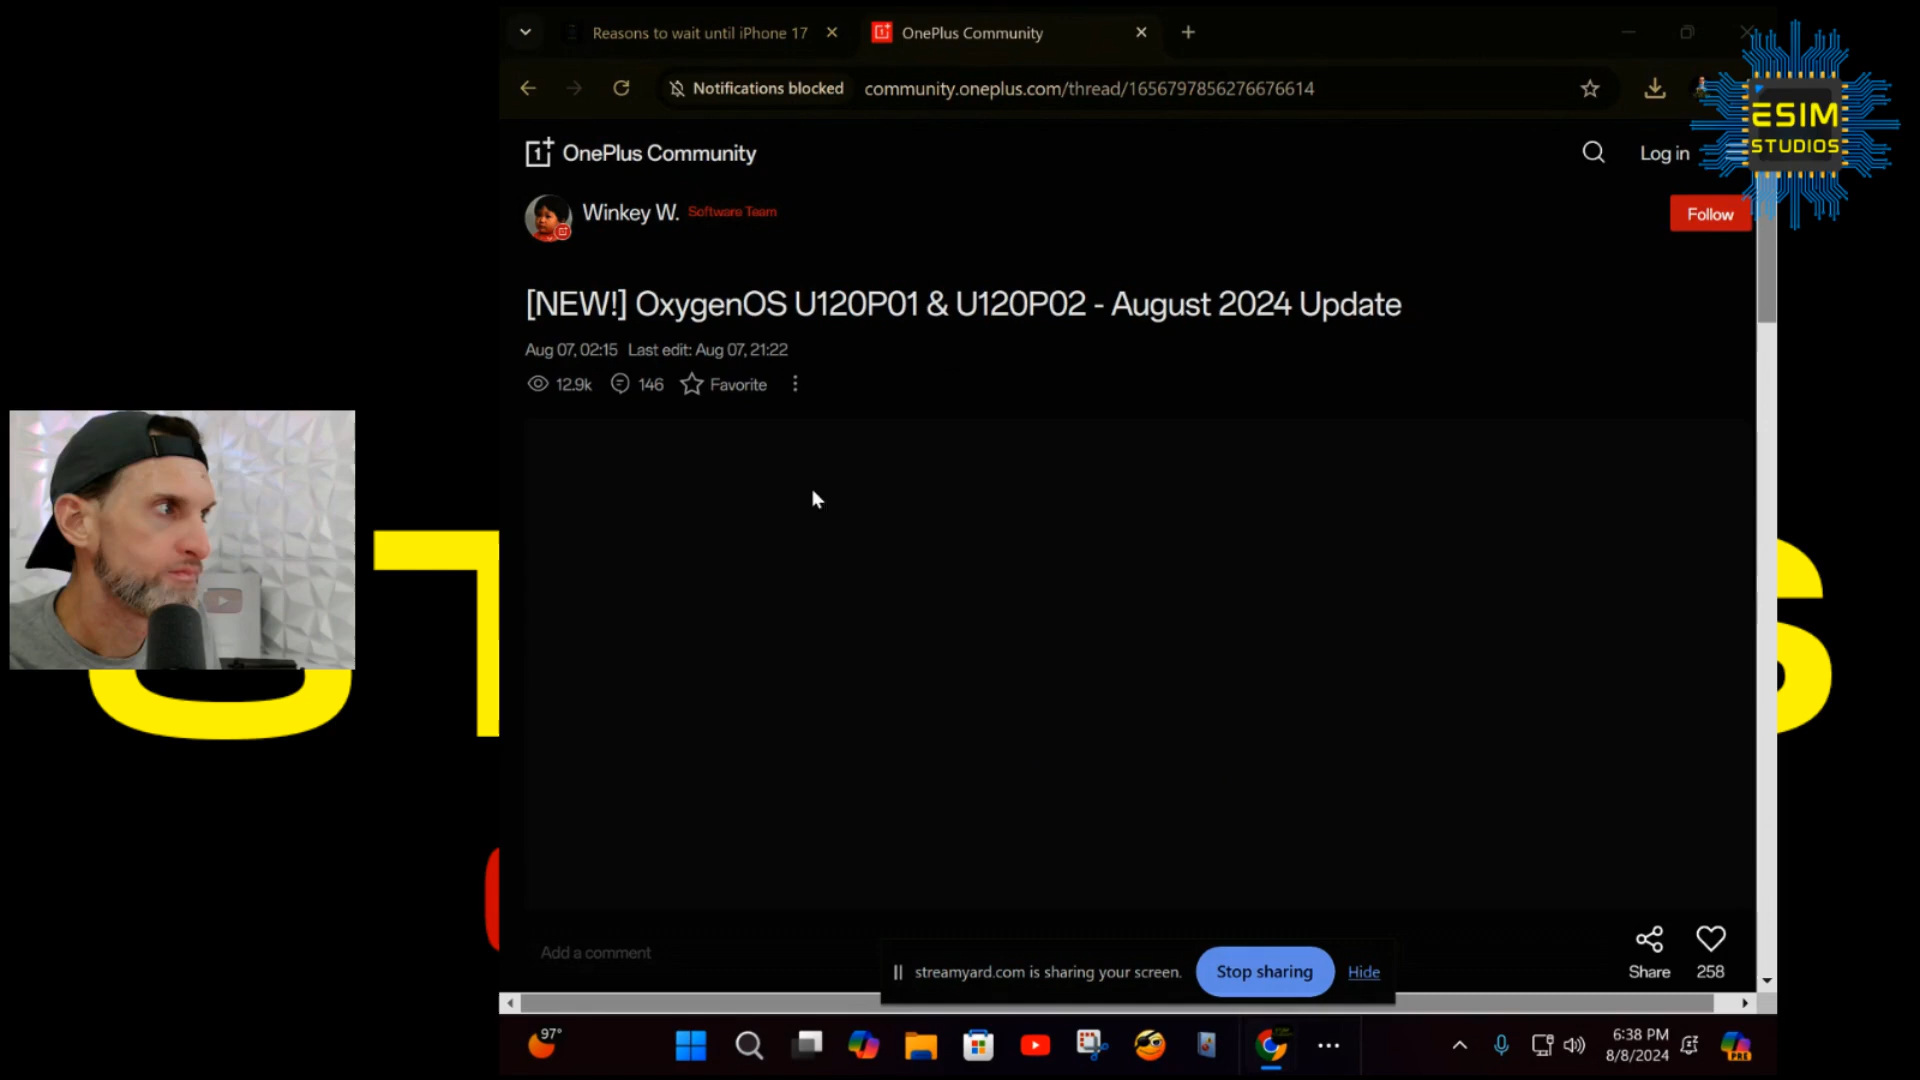 Reasons to wait until iPhone 17
OnePlus Community
Notifications blocked
community.oneplus.com/thread/1656797856276676614
ESIM
STUDIOS
OnePlus Community
Log in
Winkey W. Software Team
Follow
[NEW!] OxygenOS U120P01 & U120P02 - August 2024 Update
Aug 07, 02:15 Last edit: Aug 07, 21:22
12.9k 146 Favorite
Add a comment
streamyard.com is sharing your screen. Stop sharing Hide
Share
258
97°
6:38 PM
8/8/2024
PRE